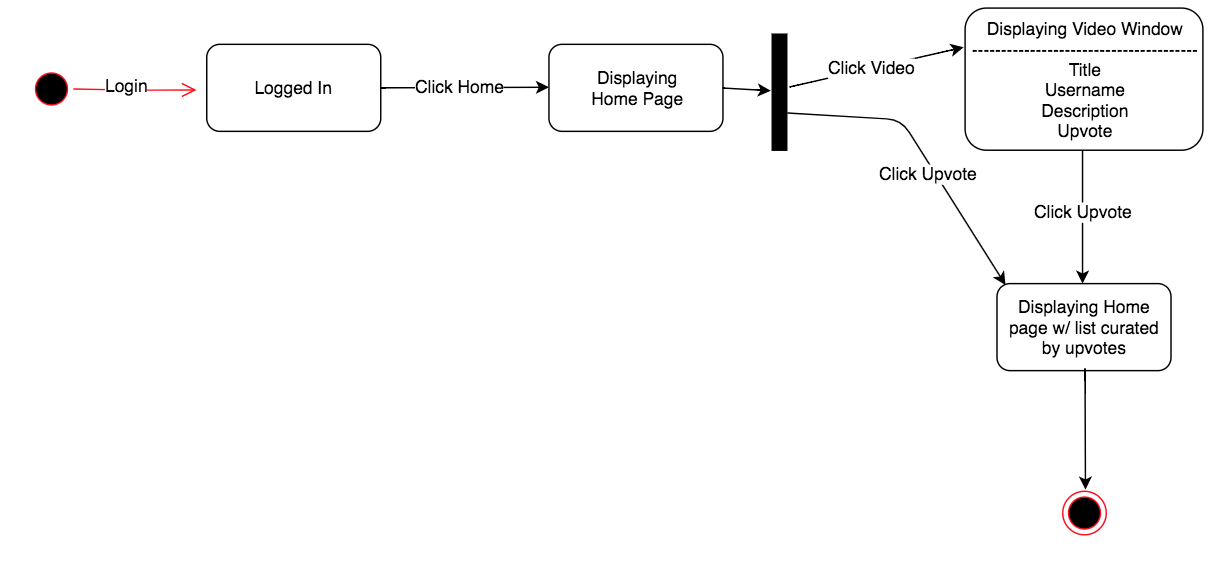 Login
Logged In
Click Home
Displaying
Home Page
Click Video
Displaying Video Window
Title
Username
Description
Upvote
Click Upvote
Click Upvote
Displaying Home
page w/ list curated
by upvotes